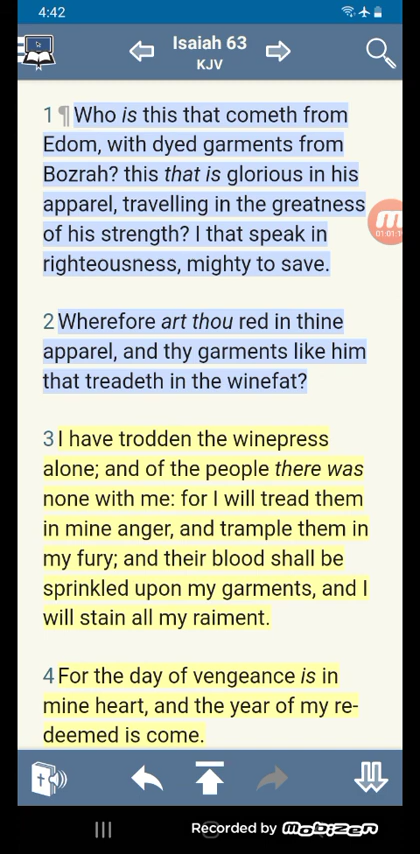 4:42
Isaiah 63
KJV
1 ¶ Who is this that cometh from
Edom, with dyed garments from
Bozrah? this that is glorious in his
apparel, travelling in the greatness
of his strength? I that speak in
righteousness, mighty to save.
2 Wherefore art thou red in thine
apparel, and thy garments like him
that treadeth in the winefat?
3 I have trodden the winepress
alone; and of the people there was
none with me: for I will tread them
in mine anger, and trample them in
my fury; and their blood shall be
sprinkled upon my garments, and I
will stain all my raiment.
4 For the day of vengeance is in
mine heart, and the year of my re-
deemed is come.
Recorded by mobizen